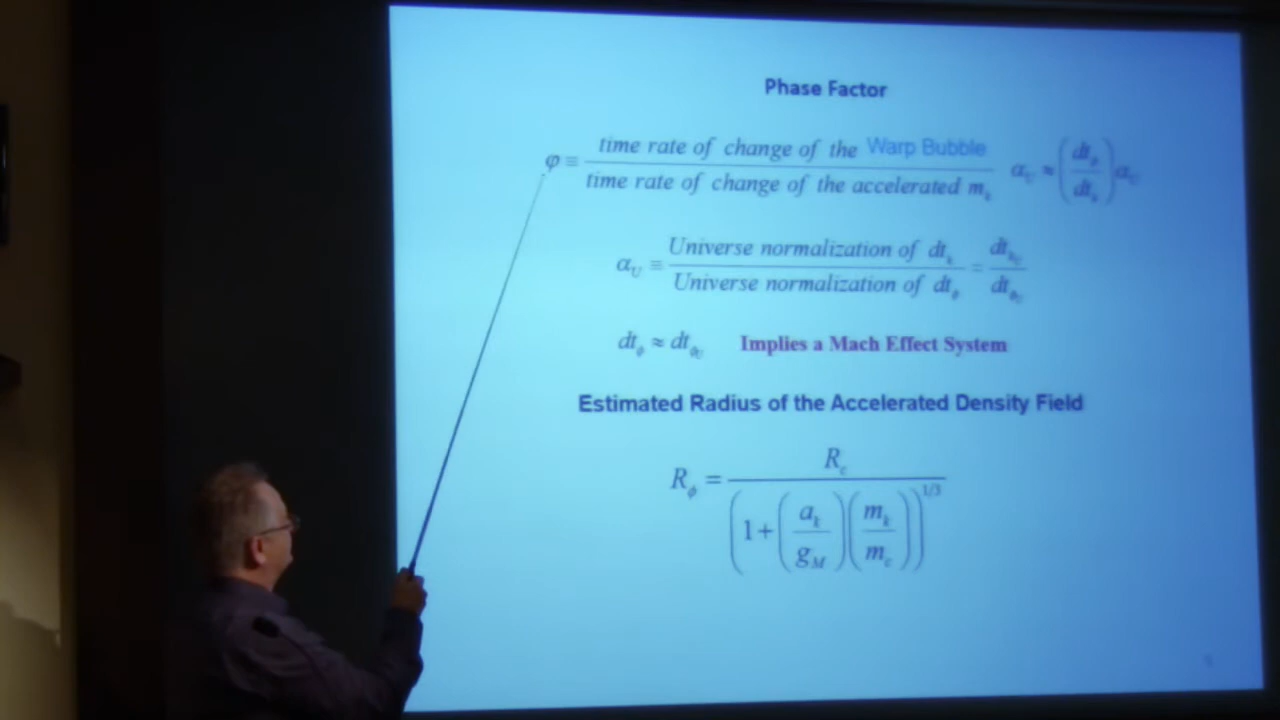 Phase Factor
φ ≡ time rate of change of the Warp Bubble / time rate of change of the accelerated m_k α_U ≈ (dt_φ / dt_k) α_U
α_U ≡ Universe normalization of dt_k / Universe normalization of dt_φ = dt_k_U / dt_φ_U
dt_φ ≈ dt_φ_U Implies a Mach Effect System
Estimated Radius of the Accelerated Density Field
R_φ = R_c / (1+(a_k / g_M)(m_k / m_c))^1/3